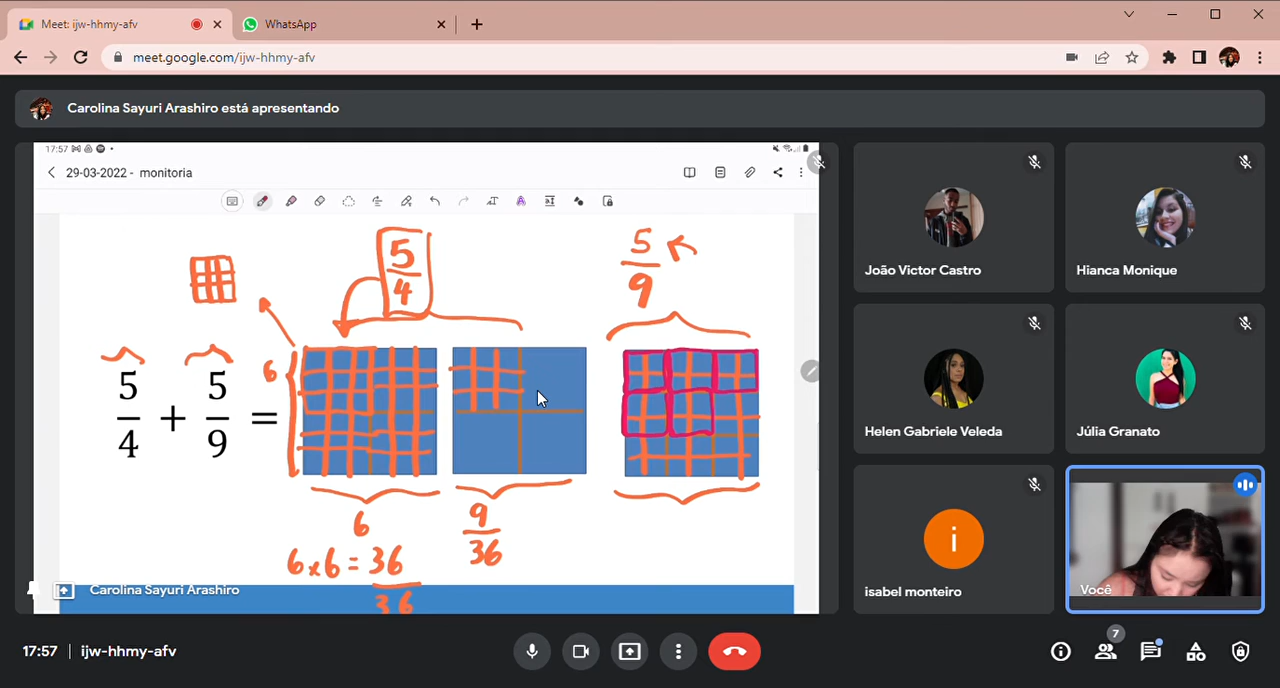 Meet: ijw-hhmy-afv
WhatsApp
meet.google.com/ijw-hhmy-afv
Carolina Sayuri Arashiro está apresentando
17:57
29-03-2022 - monitoria
5
4
5
9
5
4
+
5
9
=
6
6
6x6 = 36
36
9
36
Carolina Sayuri Arashiro
João Victor Castro
Hianca Monique
Helen Gabriele Veleda
Júlia Granato
i
isabel monteiro
Você
17:57 | ijw-hhmy-afv
7